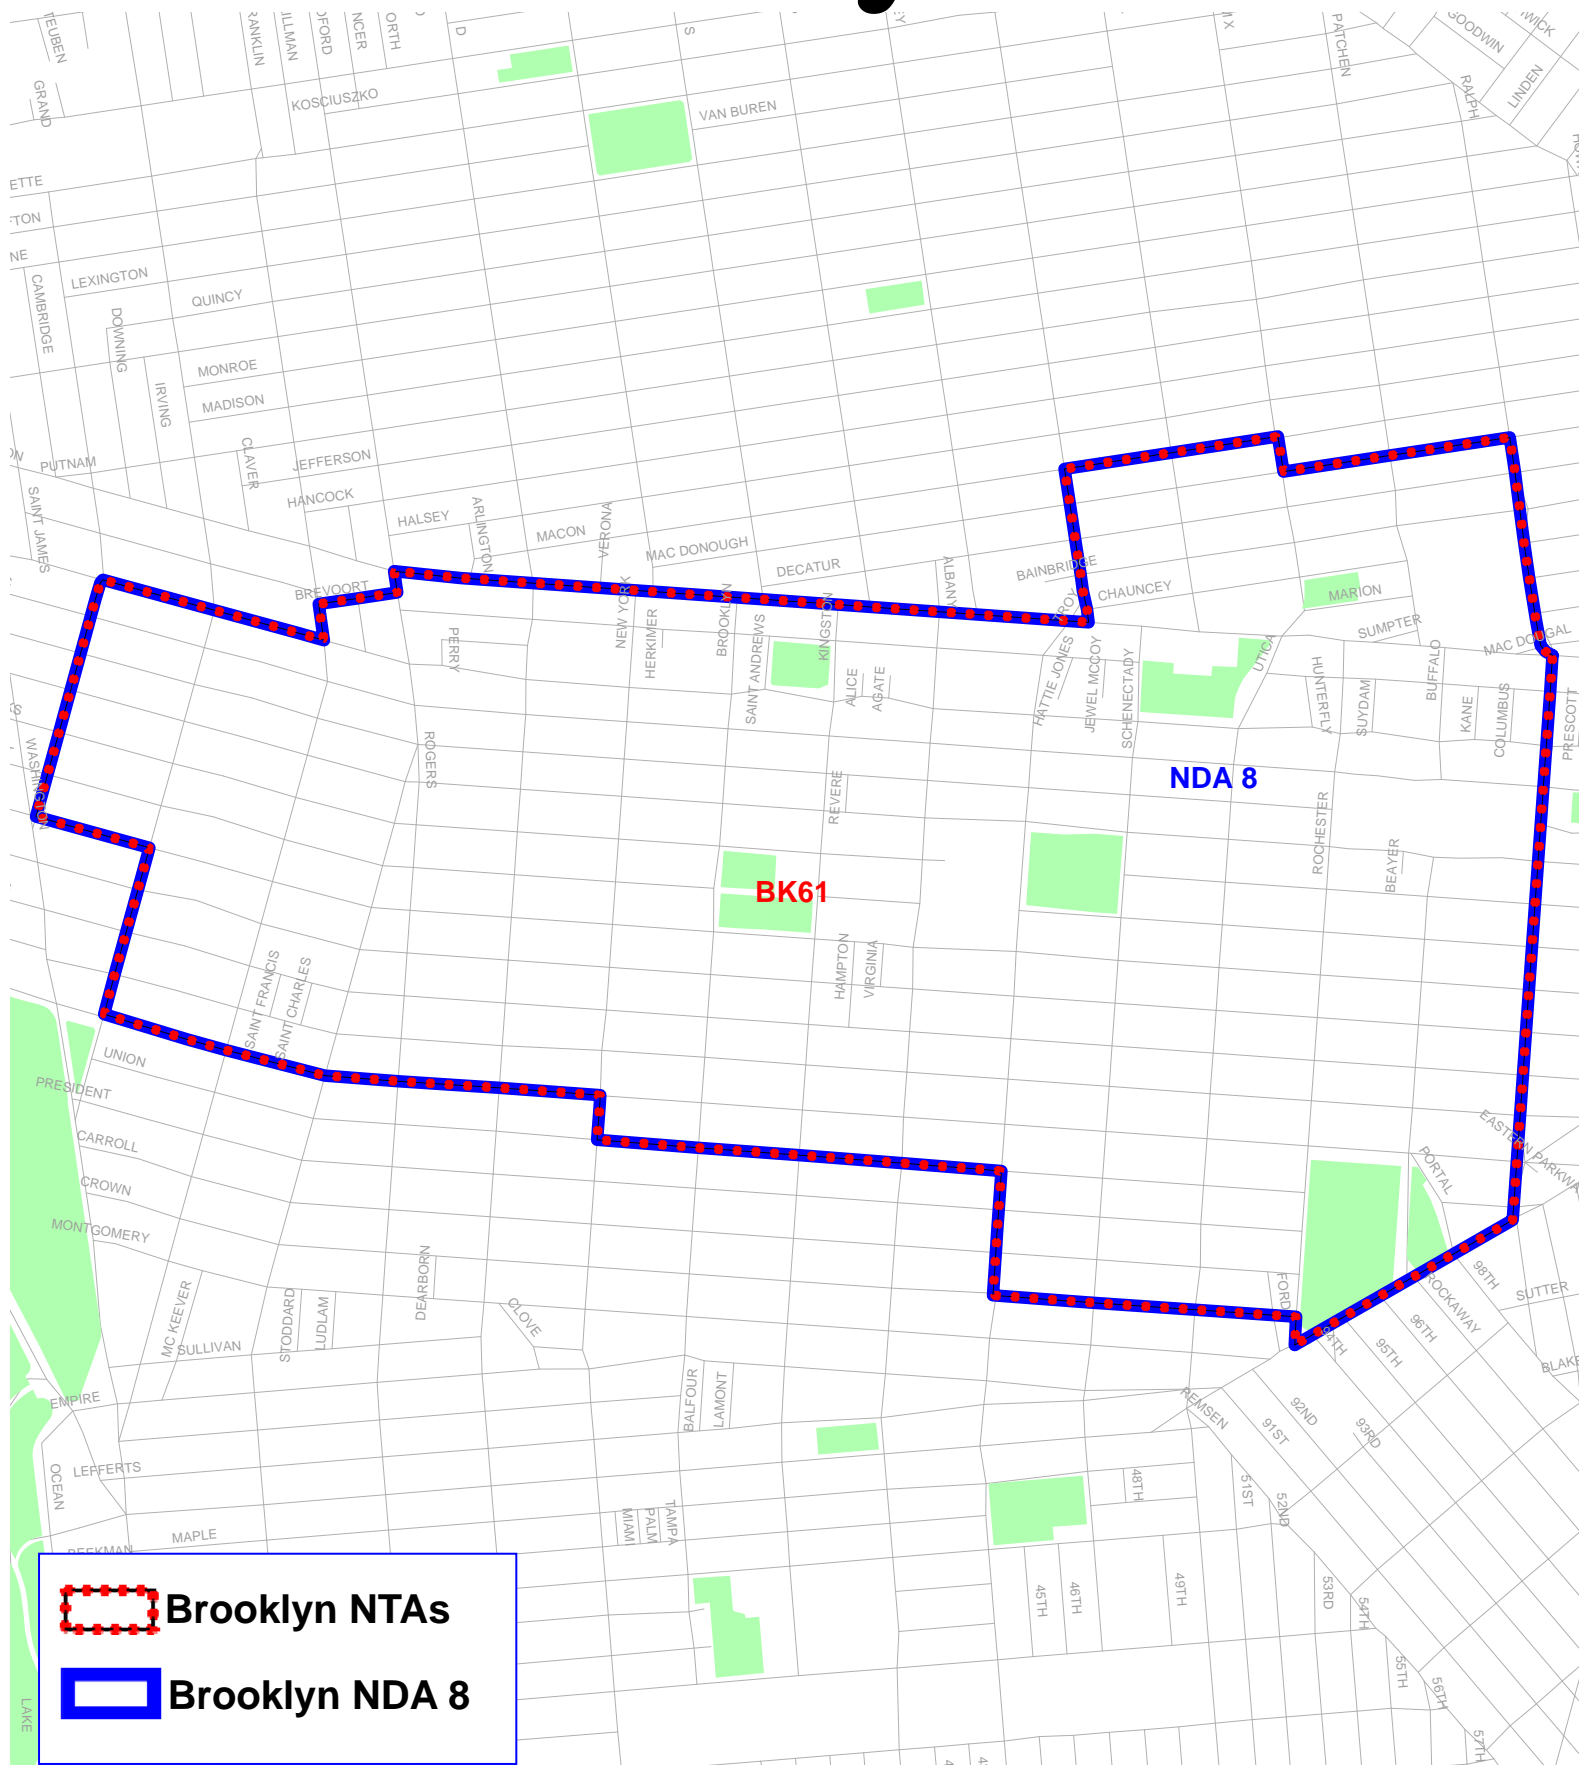 KOSCIUSZKO
VAN BUREN
PATCHEN
GOODWIN
LINDEN
RALPH
GRAND
LEXINGTON
QUINCY
CAMBRIDGE
DOWNING
IRVING
MONROE
MADISON
CLAVER
JEFFERSON
HANCOCK
PUTNAM
SAINT JAMES
HALSEY
ARLINGTON
MACON
VERONA
MAC DONOUGH
DECATUR
ALBANY
BAINBRIDGE
CHAUNCEY
TROY
BREVOORT
MARION
SUMPTER
MAC DOUGAL
PERRY
NEW YORK
HERKIMER
BROOKLYN
SAINT ANDREWS
KINGSTON
ALICE
AGATE
HATTIE JONES
JEWEL MCCOY
SCHENECTADY
UTICA
HUNTERFLY
SUYDAM
BUFFALO
KANE
COLUMBUS
PRESCOTT
WASHINGTON
ROGERS
REVERE
NDA 8
ROCHESTER
BEAVER
BK61
HAMPTON
VIRGINIA
SAINT FRANCIS
SAINT CHARLES
UNION
PRESIDENT
CARROLL
CROWN
MONTGOMERY
EASTERN PARKWA
PORTAL
MC KEEVER
SULLIVAN
STODDARD
LUDLAM
DEARBORN
CLOVE
FORD
94TH
95TH
96TH
ROCKAWAY
98TH
SUTTER
BLAKE
EMPIRE
BALFOUR
LAMONT
REMSEN
91ST
92ND
93RD
OCEAN
LEFFERTS
MAPLE
BEEKMAN
MIAMI
PALM
TAMPA
48TH
51ST
52ND
45TH
46TH
49TH
53RD
54TH
55TH
56TH
57TH
LAKE
Brooklyn NTAs
Brooklyn NDA 8